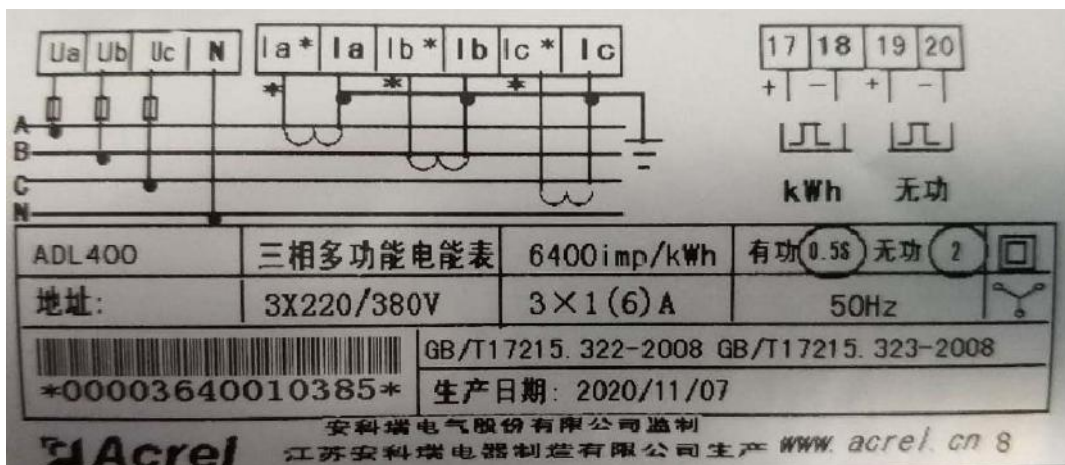 Ua Ub Uc N Ia* Ia Ib* Ib Ic* Ic 17 18 19 20
* * * + - + -
A
B
C
N
kWh 无功
ADL400 三相多功能电能表 6400imp/kWh 有功 0.5S 无功 2
地址: 3X220/380V 3×1(6)A 50Hz
GB/T17215.322-2008 GB/T17215.323-2008
*00003640010385* 生产日期: 2020/11/07
安科瑞电气股份有限公司监制
Acrel 江苏安科瑞电器制造有限公司生产 www.acrel.cn 8